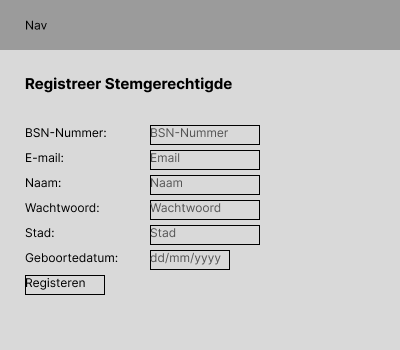 Nav
Registreer Stemgerechtigde
BSN-Nummer: BSN-Nummer
E-mail: Email
Naam: Naam
Wachtwoord: Wachtwoord
Stad: Stad
Geboortedatum: dd/mm/yyyy
Registeren